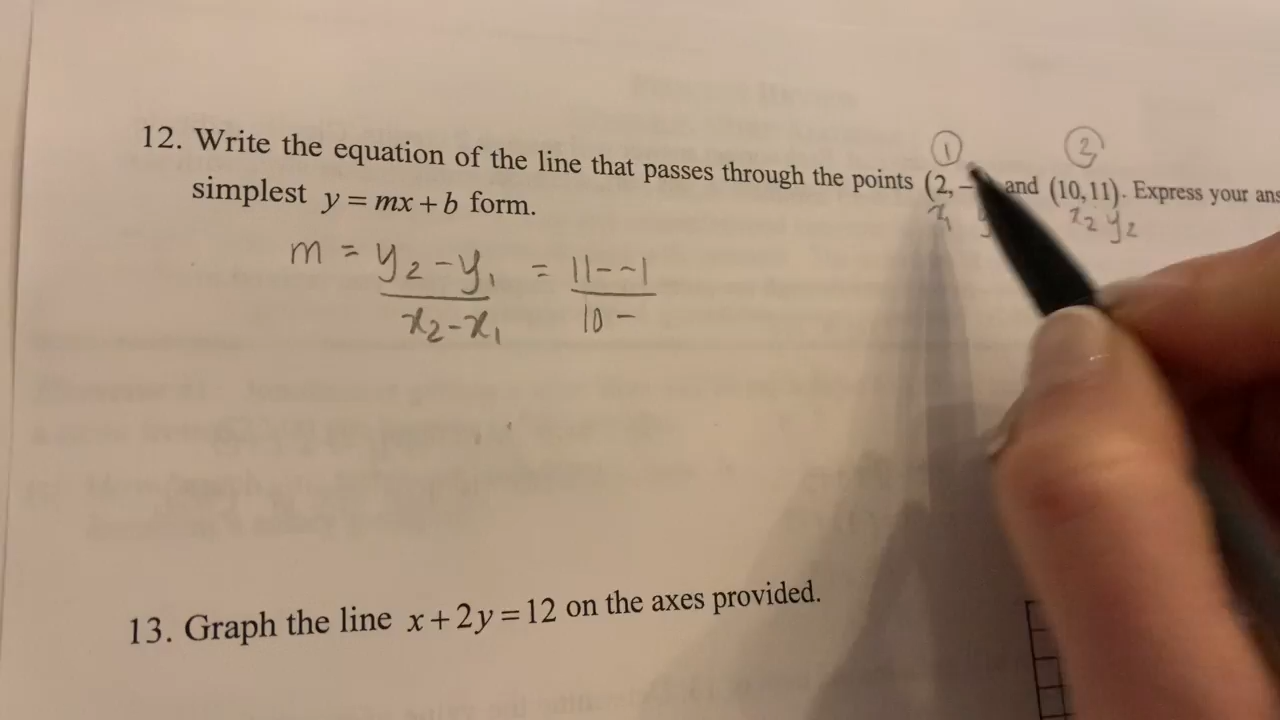 ① ②
12. Write the equation of the line that passes through the points (2, – and (10, 11). Express your ans
x₁ x₂ y₂
simplest y = mx + b form.
m = y₂ - y₁ = 11 - - 1
x₂ - x₁ 10 -
13. Graph the line x + 2y = 12 on the axes provided.